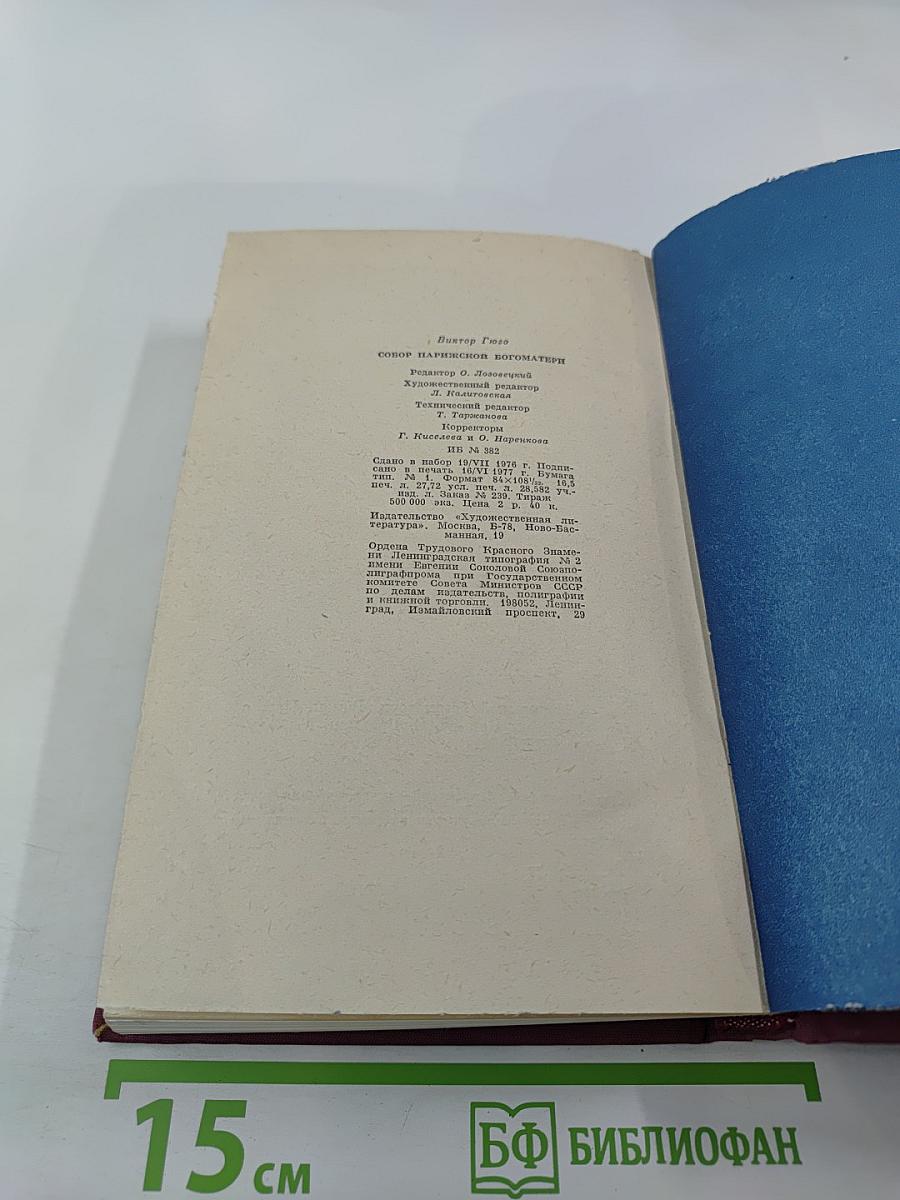 Виктор Гюго
СОБОР ПАРИЖСКОЙ БОГОМАТЕРИ
Редактор О. Лозовецкий
Художественный редактор
Л. Калитовская
Технический редактор
Т. Таржанова
Корректоры
Г. Киселева и О. Наренкова
ИБ № 382
Сдано в набор 19/VII 1976 г. Подпи-
сано в печать 16/VI 1977 г. Бумага
тип. № 1. Формат 84×108¹/₃₂. 16,5
печ. л. 27,72 усл. печ. л. 28,582 уч.-
изд. л. Заказ № 239. Тираж
500 000 экз. Цена 2 р. 40 к.
Издательство «Художественная ли-
тература». Москва, Б-78, Ново-Бас-
манная, 19
Ордена Трудового Красного Знаме-
ни Ленинградская типография № 2
имени Евгении Соколовой Союзпо-
лиграфпрома при Государственном
комитете Совета Министров СССР
по делам издательств, полиграфии
и книжной торговли. 198052, Ленин-
град, Измайловский проспект, 29
15 см
БФ БИБЛИОФАН